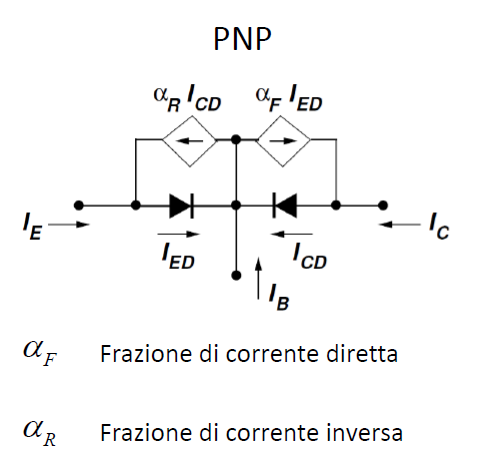 PNP
αR ICD αF IED
IE IC
IED ICD
IB
αF Frazione di corrente diretta
αR Frazione di corrente inversa